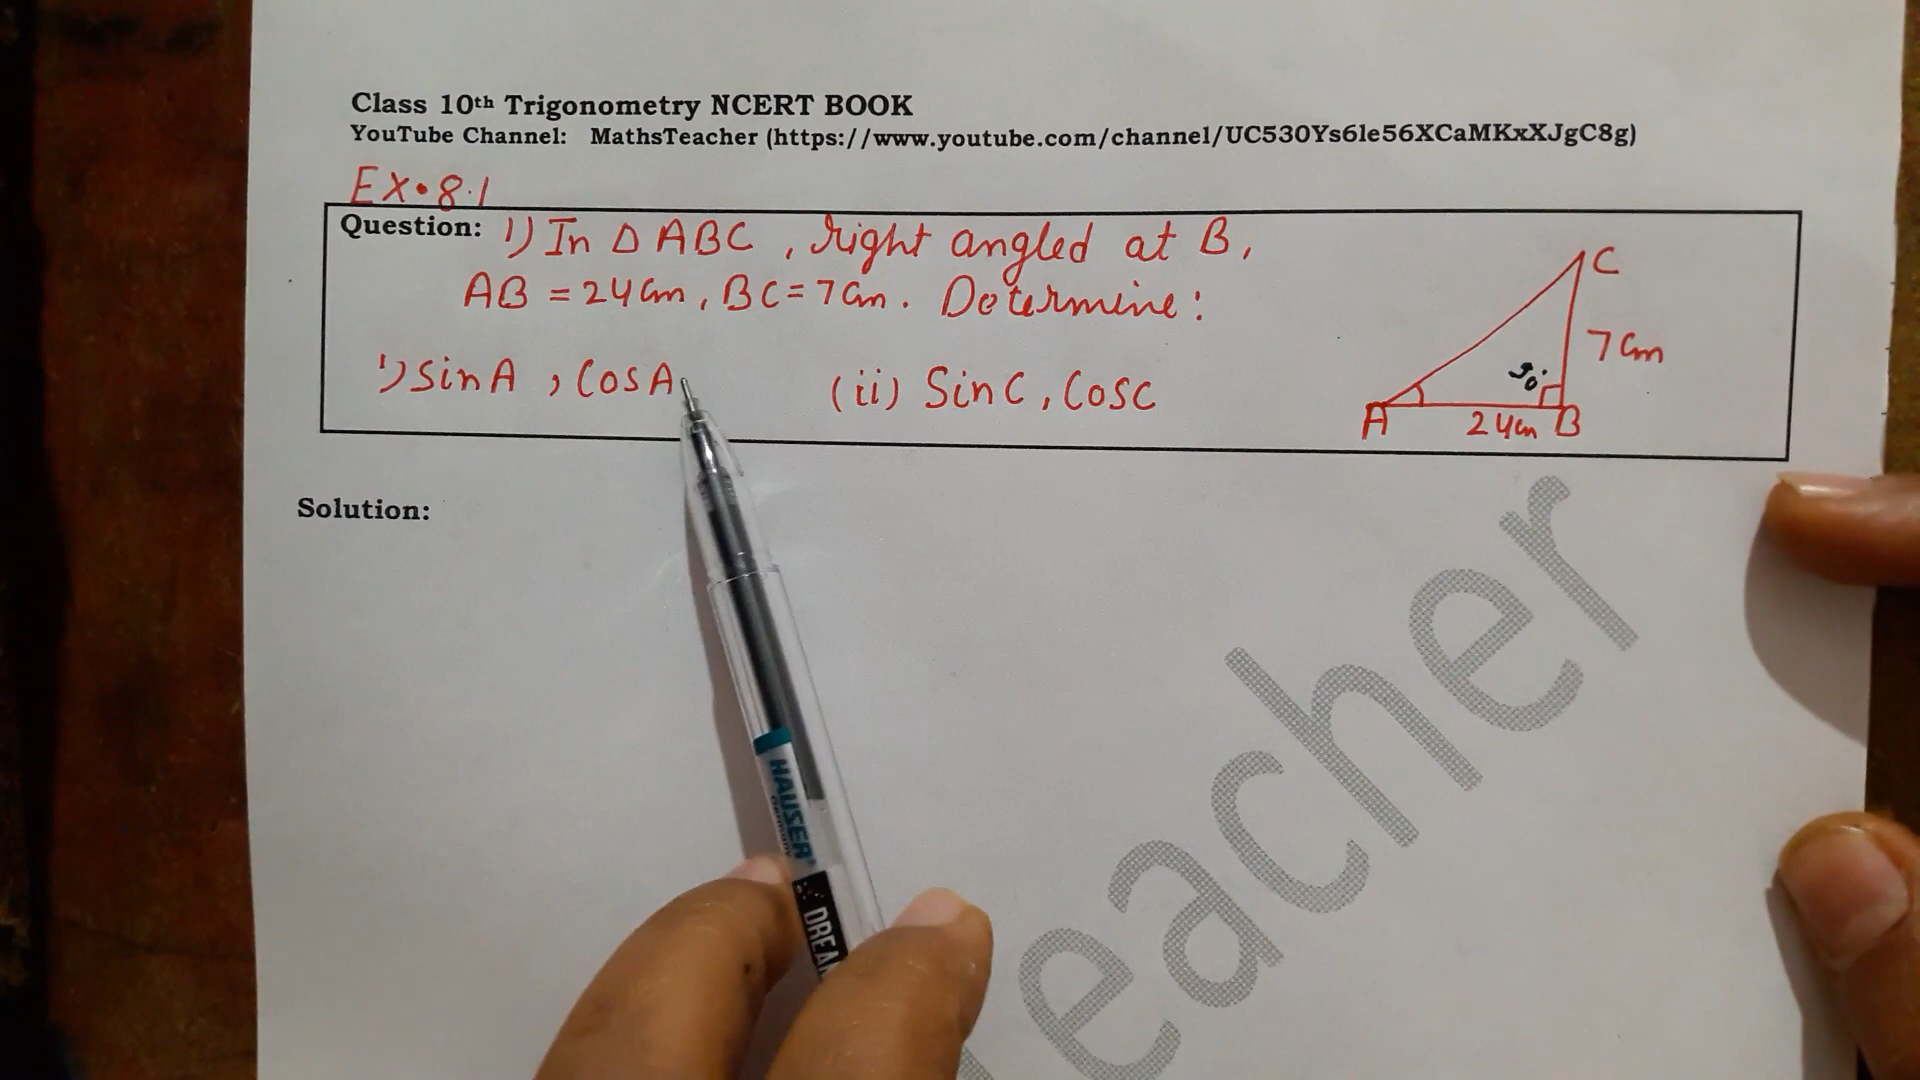 Class 10th Trigonometry NCERT BOOK
YouTube Channel: MathsTeacher (https://www.youtube.com/channel/UC530Ys6le56XCaMKxXJgC8g)
Ex. 8.1
Question: 1) In △ ABC, right angled at B,
AB = 24cm, BC = 7cm. Determine:
1) sinA, CosA (ii) SinC, CosC
C
7cm
90°
A 24cm B
Solution:
HAUSER
Germany
DREA
eacher